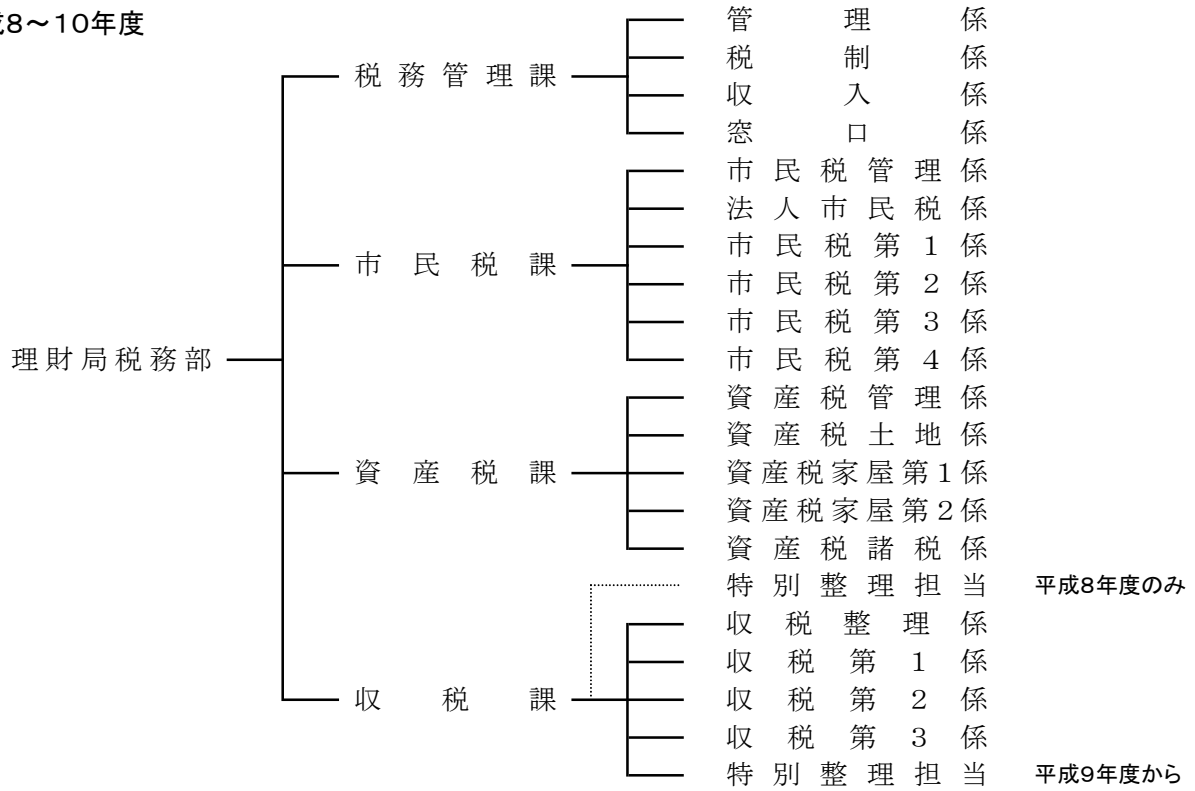 8～10年度
管理係
税制係
税務管理課
収入係
窓口係
市民税管理係
法人市民税係
市民税第1係
市民税課
市民税第2係
市民税第3係
理財局税務部
市民税第4係
資産税管理係
資産税土地係
資産税課
資産税家屋第1係
資産税家屋第2係
資産税諸税係
特別整理担当 平成8年度のみ
収税整理係
収税第1係
収税課
収税第2係
収税第3係
特別整理担当 平成9年度から